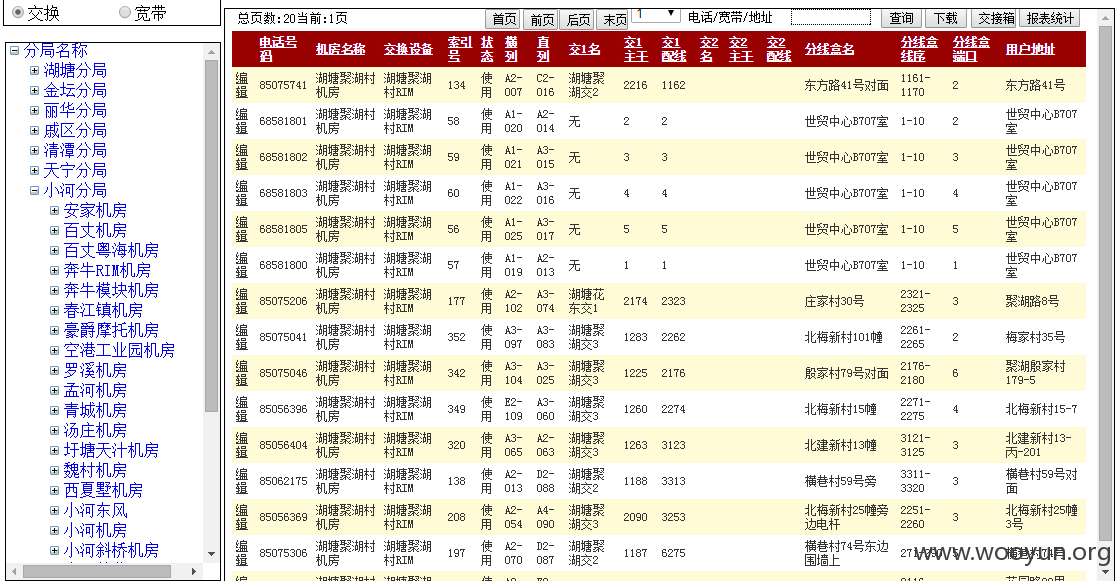 交换 宽带
分局名称
湖塘分局
金坛分局
丽华分局
戚区分局
清潭分局
天宁分局
小河分局
安家机房
百丈机房
百丈粤海机房
奔牛RIM机房
奔牛模块机房
春江镇机房
豪爵摩托机房
空港工业园机房
罗溪机房
孟河机房
青城机房
汤庄机房
圩塘天汁机房
魏村机房
西夏墅机房
小河东风
小河机房
小河斜桥机房
总页数:20当前:1页 首页 前页 后页 末页 1 电话/宽带/地址 查询 下载 交接箱 报表统计
电话号码 机房名称 交换设备 索引号 状态 横列 直列 交1名 交1主干 交1配线 交2名 交2主干 交2配线 分线盒名 分线盒线序 分线盒端口 用户地址
编辑 85075741 湖塘聚湖村机房 湖塘聚湖村RIM 134 使用 A2-007 C2-016 湖塘聚湖交2 2216 1162 东方路41号对面 1161-1170 2 东方路41号
编辑 68581801 湖塘聚湖村机房 湖塘聚湖村RIM 58 使用 A1-020 A2-014 无 2 2 世贸中心B707室 1-10 2 世贸中心B707室
编辑 68581802 湖塘聚湖村机房 湖塘聚湖村RIM 59 使用 A1-021 A3-015 无 3 3 世贸中心B707室 1-10 3 世贸中心B707室
编辑 68581803 湖塘聚湖村机房 湖塘聚湖村RIM 60 使用 A1-022 A3-016 无 4 4 世贸中心B707室 1-10 4 世贸中心B707室
编辑 68581805 湖塘聚湖村机房 湖塘聚湖村RIM 56 使用 A1-025 A3-017 无 5 5 世贸中心B707室 1-10 5 世贸中心B707室
编辑 68581800 湖塘聚湖村机房 湖塘聚湖村RIM 57 使用 A1-019 A2-013 无 1 1 世贸中心B707室 1-10 1 世贸中心B707室
编辑 85075206 湖塘聚湖村机房 湖塘聚湖村RIM 177 使用 A2-102 A3-074 湖塘花东交1 2174 2323 庄家村30号 2321-2325 3 聚湖路8号
编辑 85075041 湖塘聚湖村机房 湖塘聚湖村RIM 352 使用 A3-097 A3-083 湖塘聚湖交3 1283 2262 北梅新村101幢 2261-2265 2 梅家村35号
编辑 85075046 湖塘聚湖村机房 湖塘聚湖村RIM 342 使用 A3-104 A3-025 湖塘聚湖交3 1225 2176 殷家村79号对面 2176-2180 6 聚湖殷家村179-5
编辑 85056396 湖塘聚湖村机房 湖塘聚湖村RIM 349 使用 E2-109 A3-060 湖塘聚湖交3 1260 2274 北梅新村15幢 2271-2275 4 北梅新村15-7
编辑 85056404 湖塘聚湖村机房 湖塘聚湖村RIM 320 使用 A3-065 A2-063 湖塘聚湖交3 1263 3123 北建新村13幢 3121-3125 3 北建新村13-丙-201
编辑 85062175 湖塘聚湖村机房 湖塘聚湖村RIM 138 使用 A2-013 D2-088 湖塘聚湖交2 1188 3313 横巷村59号旁 3311-3320 3 横巷村59号对面
编辑 85056369 湖塘聚湖村机房 湖塘聚湖村RIM 208 使用 A2-054 A4-090 湖塘聚湖交3 2090 3253 北梅新村25幢旁边电杆 2251-2260 3 北梅新村25幢3号
编辑 85075306 湖塘聚湖村机房 湖塘聚湖村RIM 197 使用 A2-070 D2-087 湖塘聚湖交2 1187 6275 横巷村74号东边围墙上
www.wooyun.org